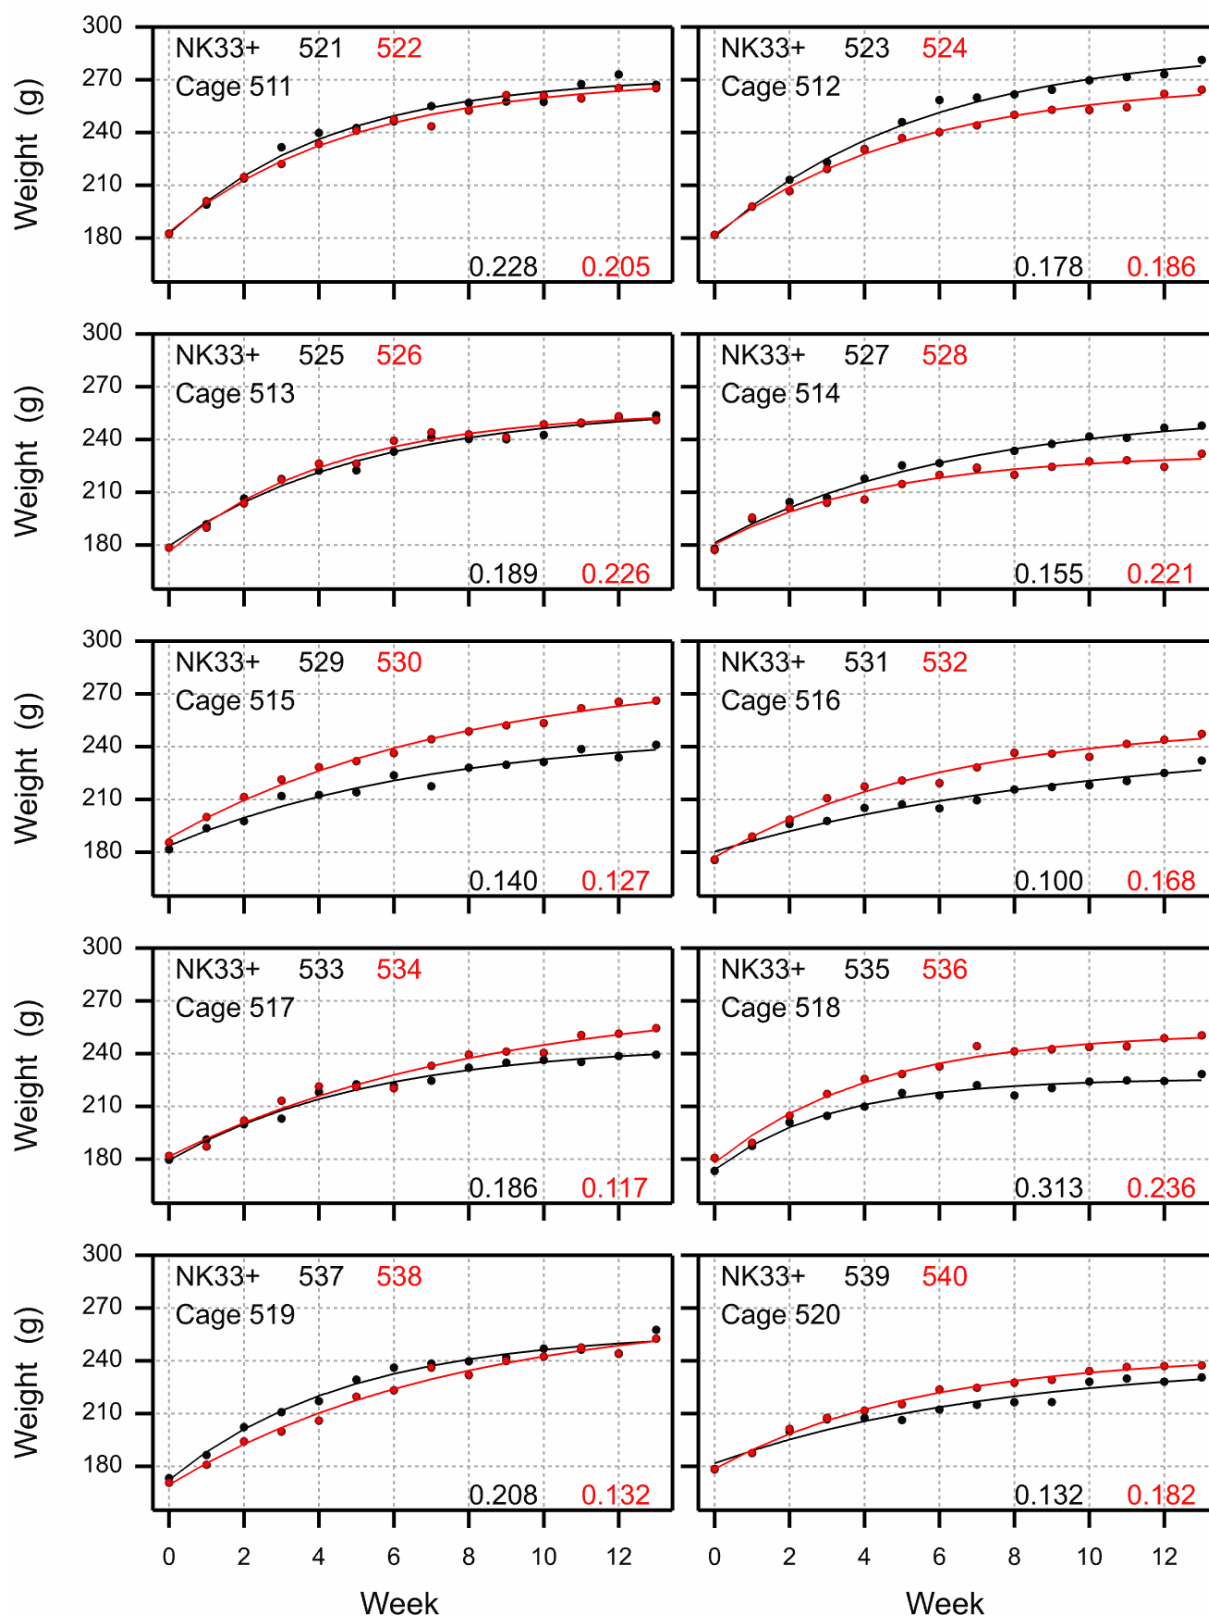 300
270
240
210
180
Weight (g)
NK33+ 521 522
Cage 511
0.228 0.205
NK33+ 523 524
Cage 512
0.178 0.186
300
270
240
210
180
Weight (g)
NK33+ 525 526
Cage 513
0.189 0.226
NK33+ 527 528
Cage 514
0.155 0.221
300
270
240
210
180
Weight (g)
NK33+ 529 530
Cage 515
0.140 0.127
NK33+ 531 532
Cage 516
0.100 0.168
300
270
240
210
180
Weight (g)
NK33+ 533 534
Cage 517
0.186 0.117
NK33+ 535 536
Cage 518
0.313 0.236
300
270
240
210
180
Weight (g)
NK33+ 537 538
Cage 519
0.208 0.132
NK33+ 539 540
Cage 520
0.132 0.182
0 2 4 6 8 10 12
0 2 4 6 8 10 12
Week
Week